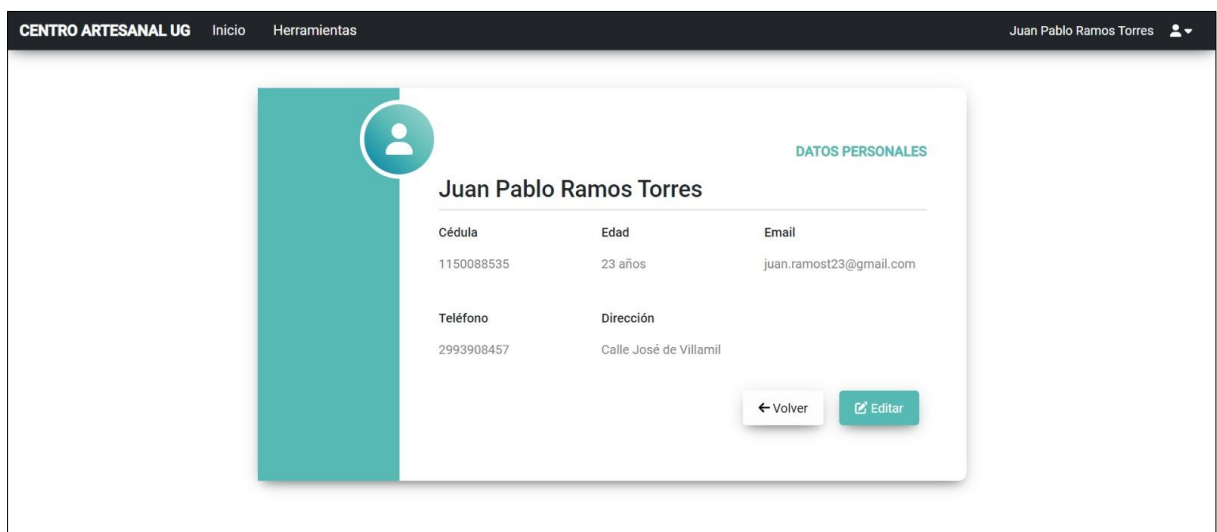 CENTRO ARTESANAL UG Inicio Herramientas Juan Pablo Ramos Torres
DATOS PERSONALES
Juan Pablo Ramos Torres
Cédula Edad Email
1150088535 23 años juan.ramost23@gmail.com
Teléfono Dirección
2993908457 Calle José de Villamil
Volver Editar